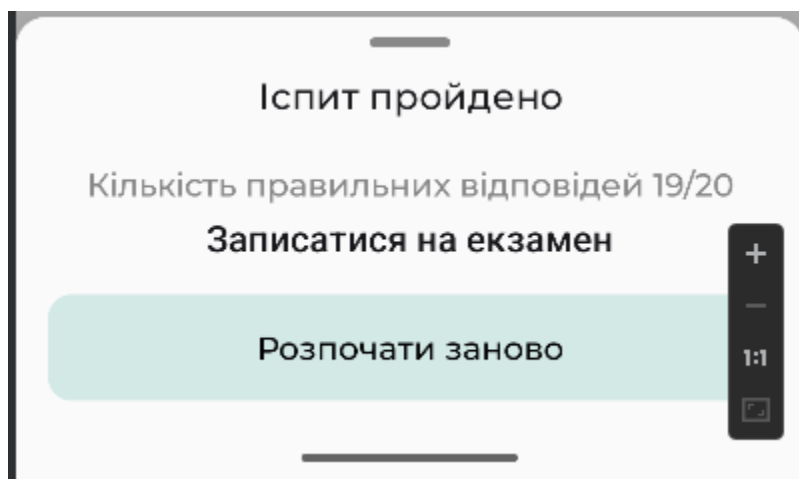 Іспит пройдено
Кількість правильних відповідей 19/20
Записатися на екзамен
Розпочати заново
1:1